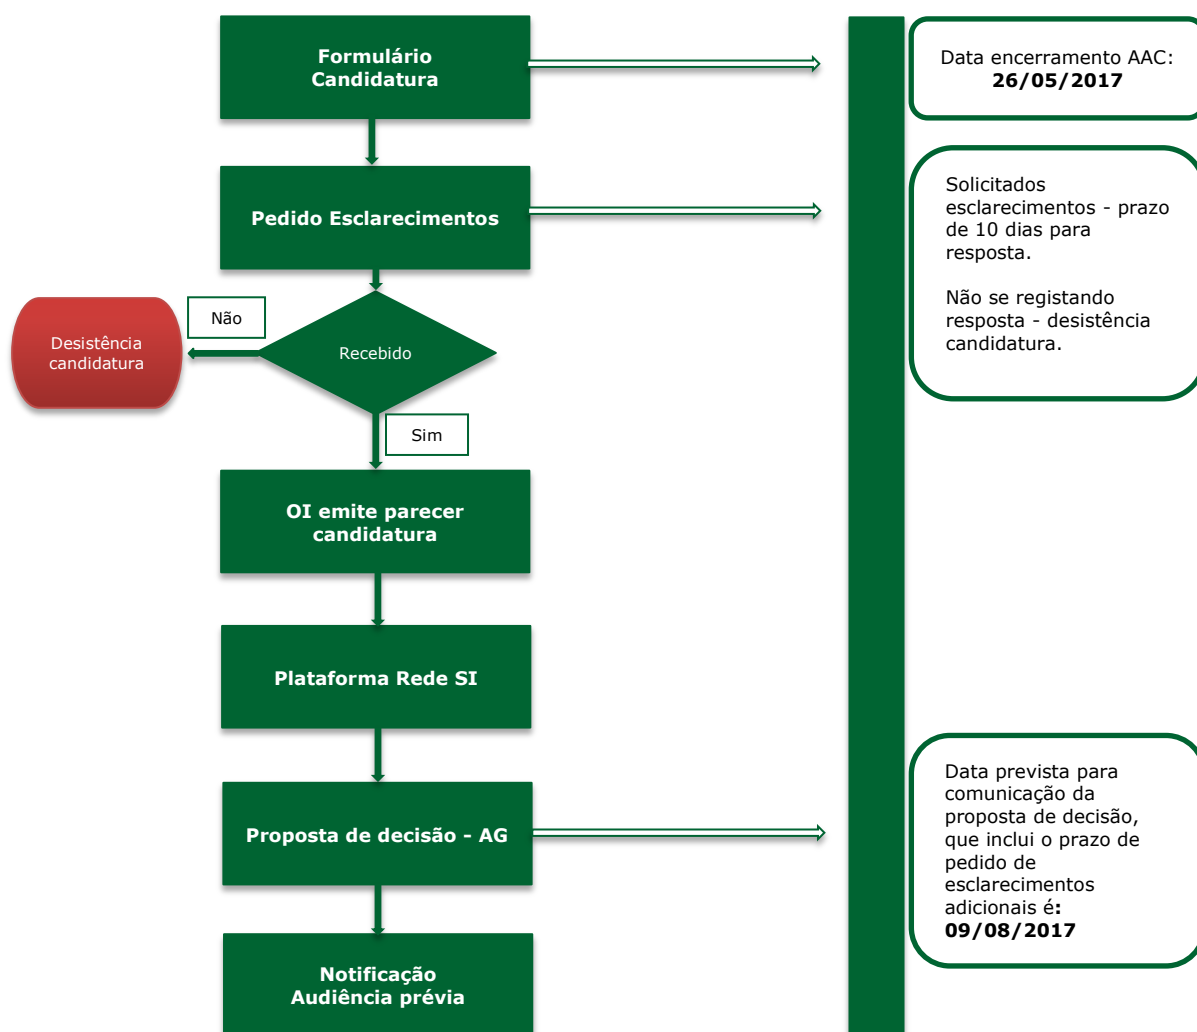 Formulário
Candidatura
Data encerramento AAC:
26/05/2017
Pedido Esclarecimentos
Solicitados
esclarecimentos - prazo
de 10 dias para
resposta.
Não se registando
resposta - desistência
candidatura.
Não
Desistência
candidatura
Recebido
Sim
OI emite parecer
candidatura
Plataforma Rede SI
Proposta de decisão - AG
Data prevista para
comunicação da
proposta de decisão,
que inclui o prazo de
pedido de
esclarecimentos
adicionais é:
09/08/2017
Notificação
Audiência prévia